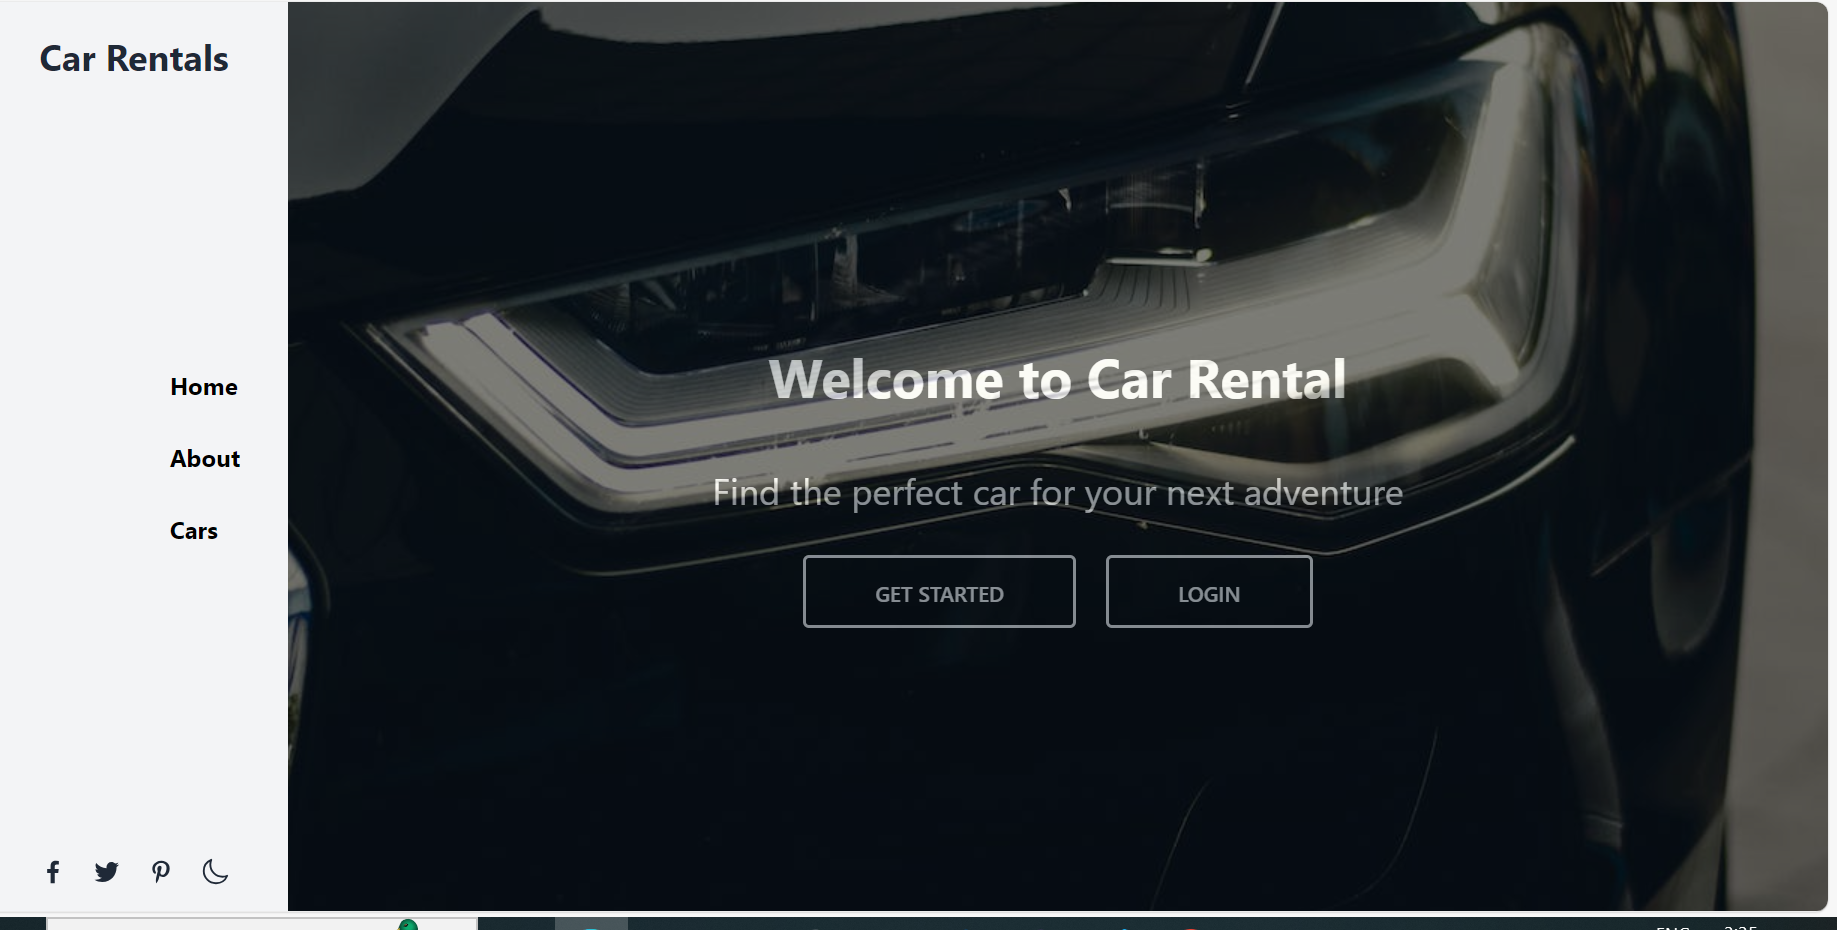 Car Rentals
Home
About
Cars
Welcome to Car Rental
Find the perfect car for your next adventure
GET STARTED
LOGIN